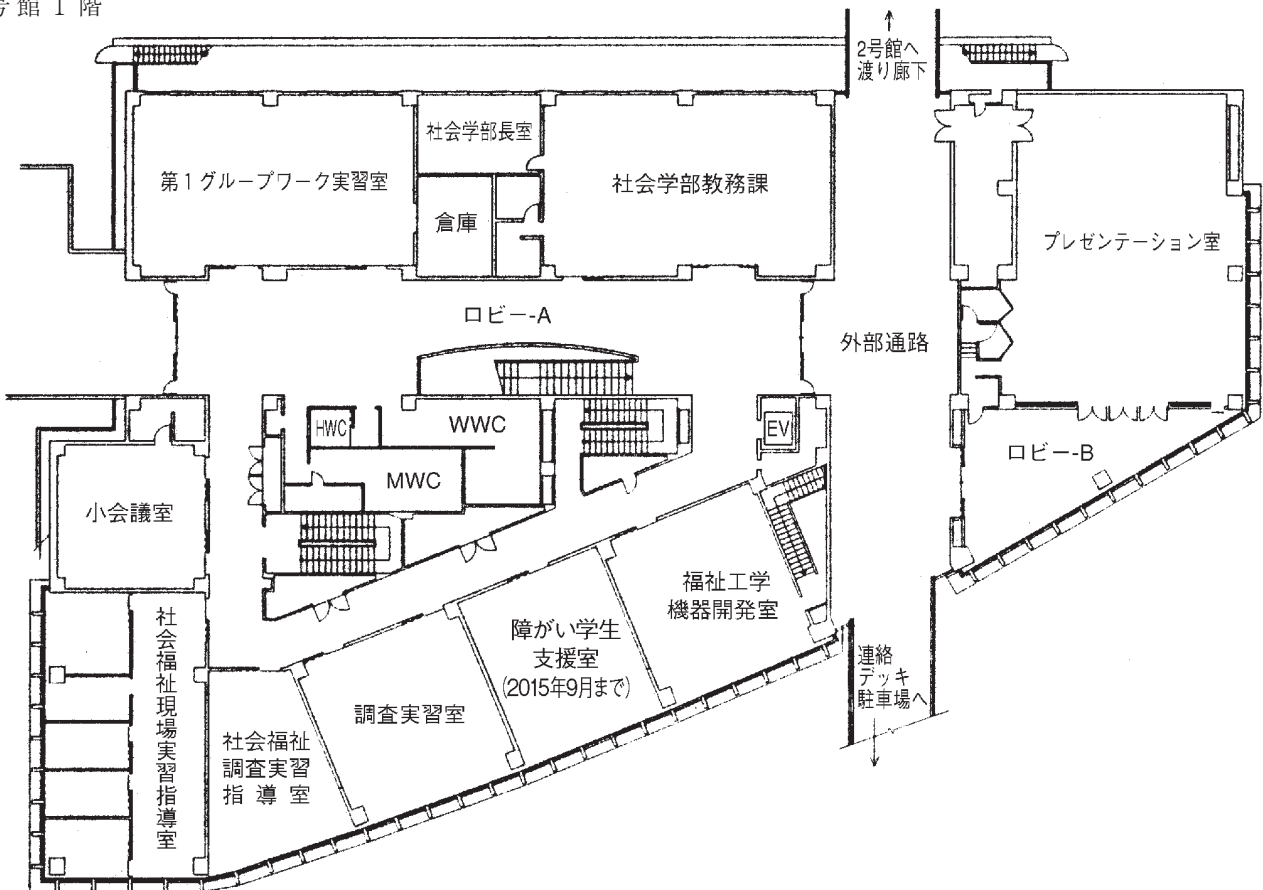 号館1階
2号館へ
渡り廊下
社会学部長室
第1グループワーク実習室
社会学部教務課
倉庫
プレゼンテーション室
ロビー-A
外部通路
HWC
WWC
EV
MWC
ロビー-B
小会議室
福祉工学
機器開発室
障がい学生
支援室
(2015年9月まで)
社会福祉現場実習指導室
調査実習室
連絡
デッキ
駐車場へ
社会福祉
調査実習
指導室